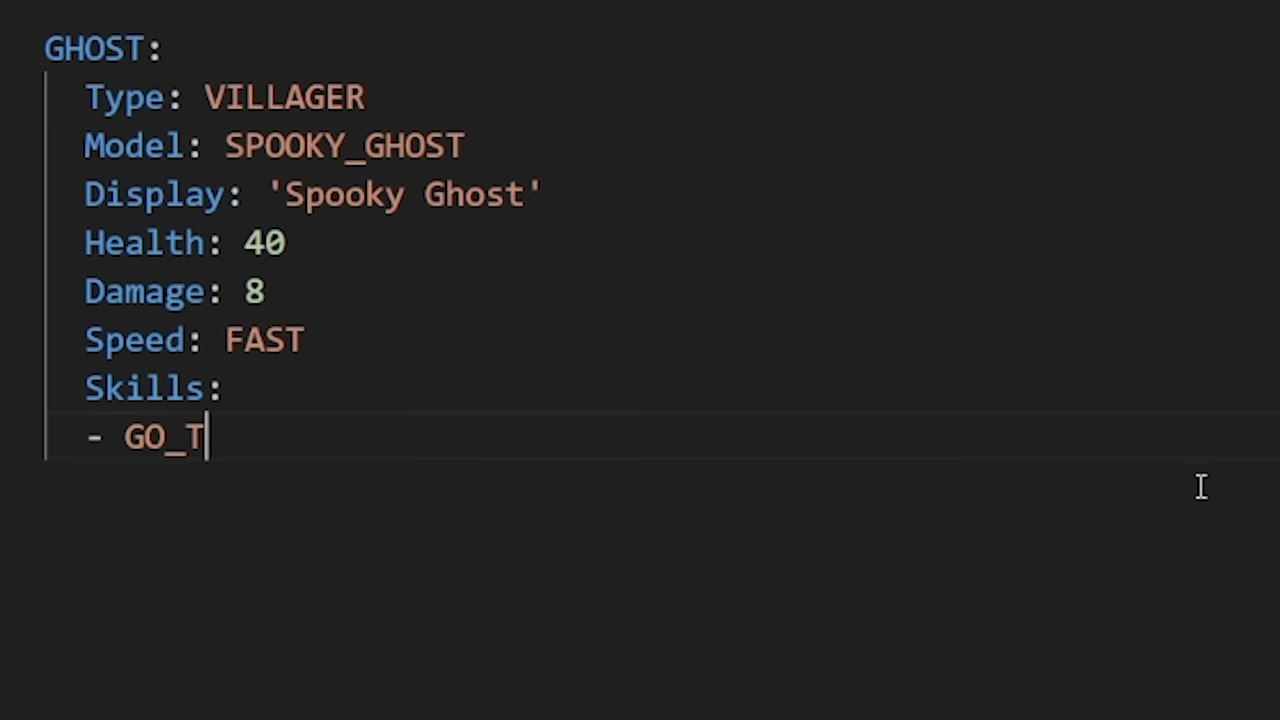 GHOST:
Type: VILLAGER
Model: SPOOKY_GHOST
Display: 'Spooky Ghost'
Health: 40
Damage: 8
Speed: FAST
Skills:
- GO_T